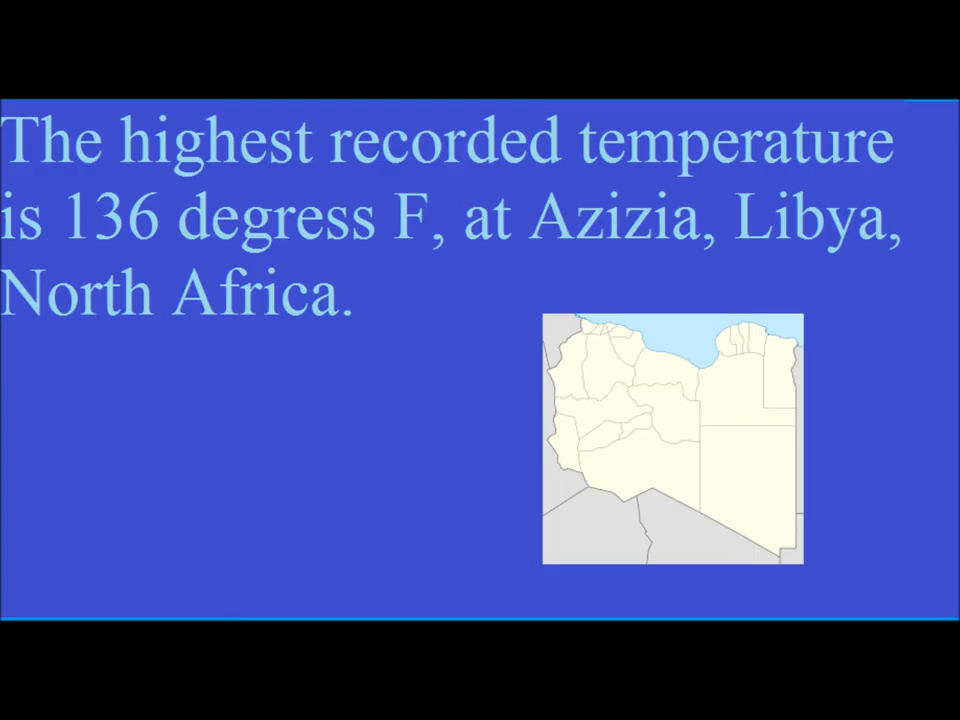 The highest recorded temperature
is 136 degress F, at Azizia, Libya,
North Africa.